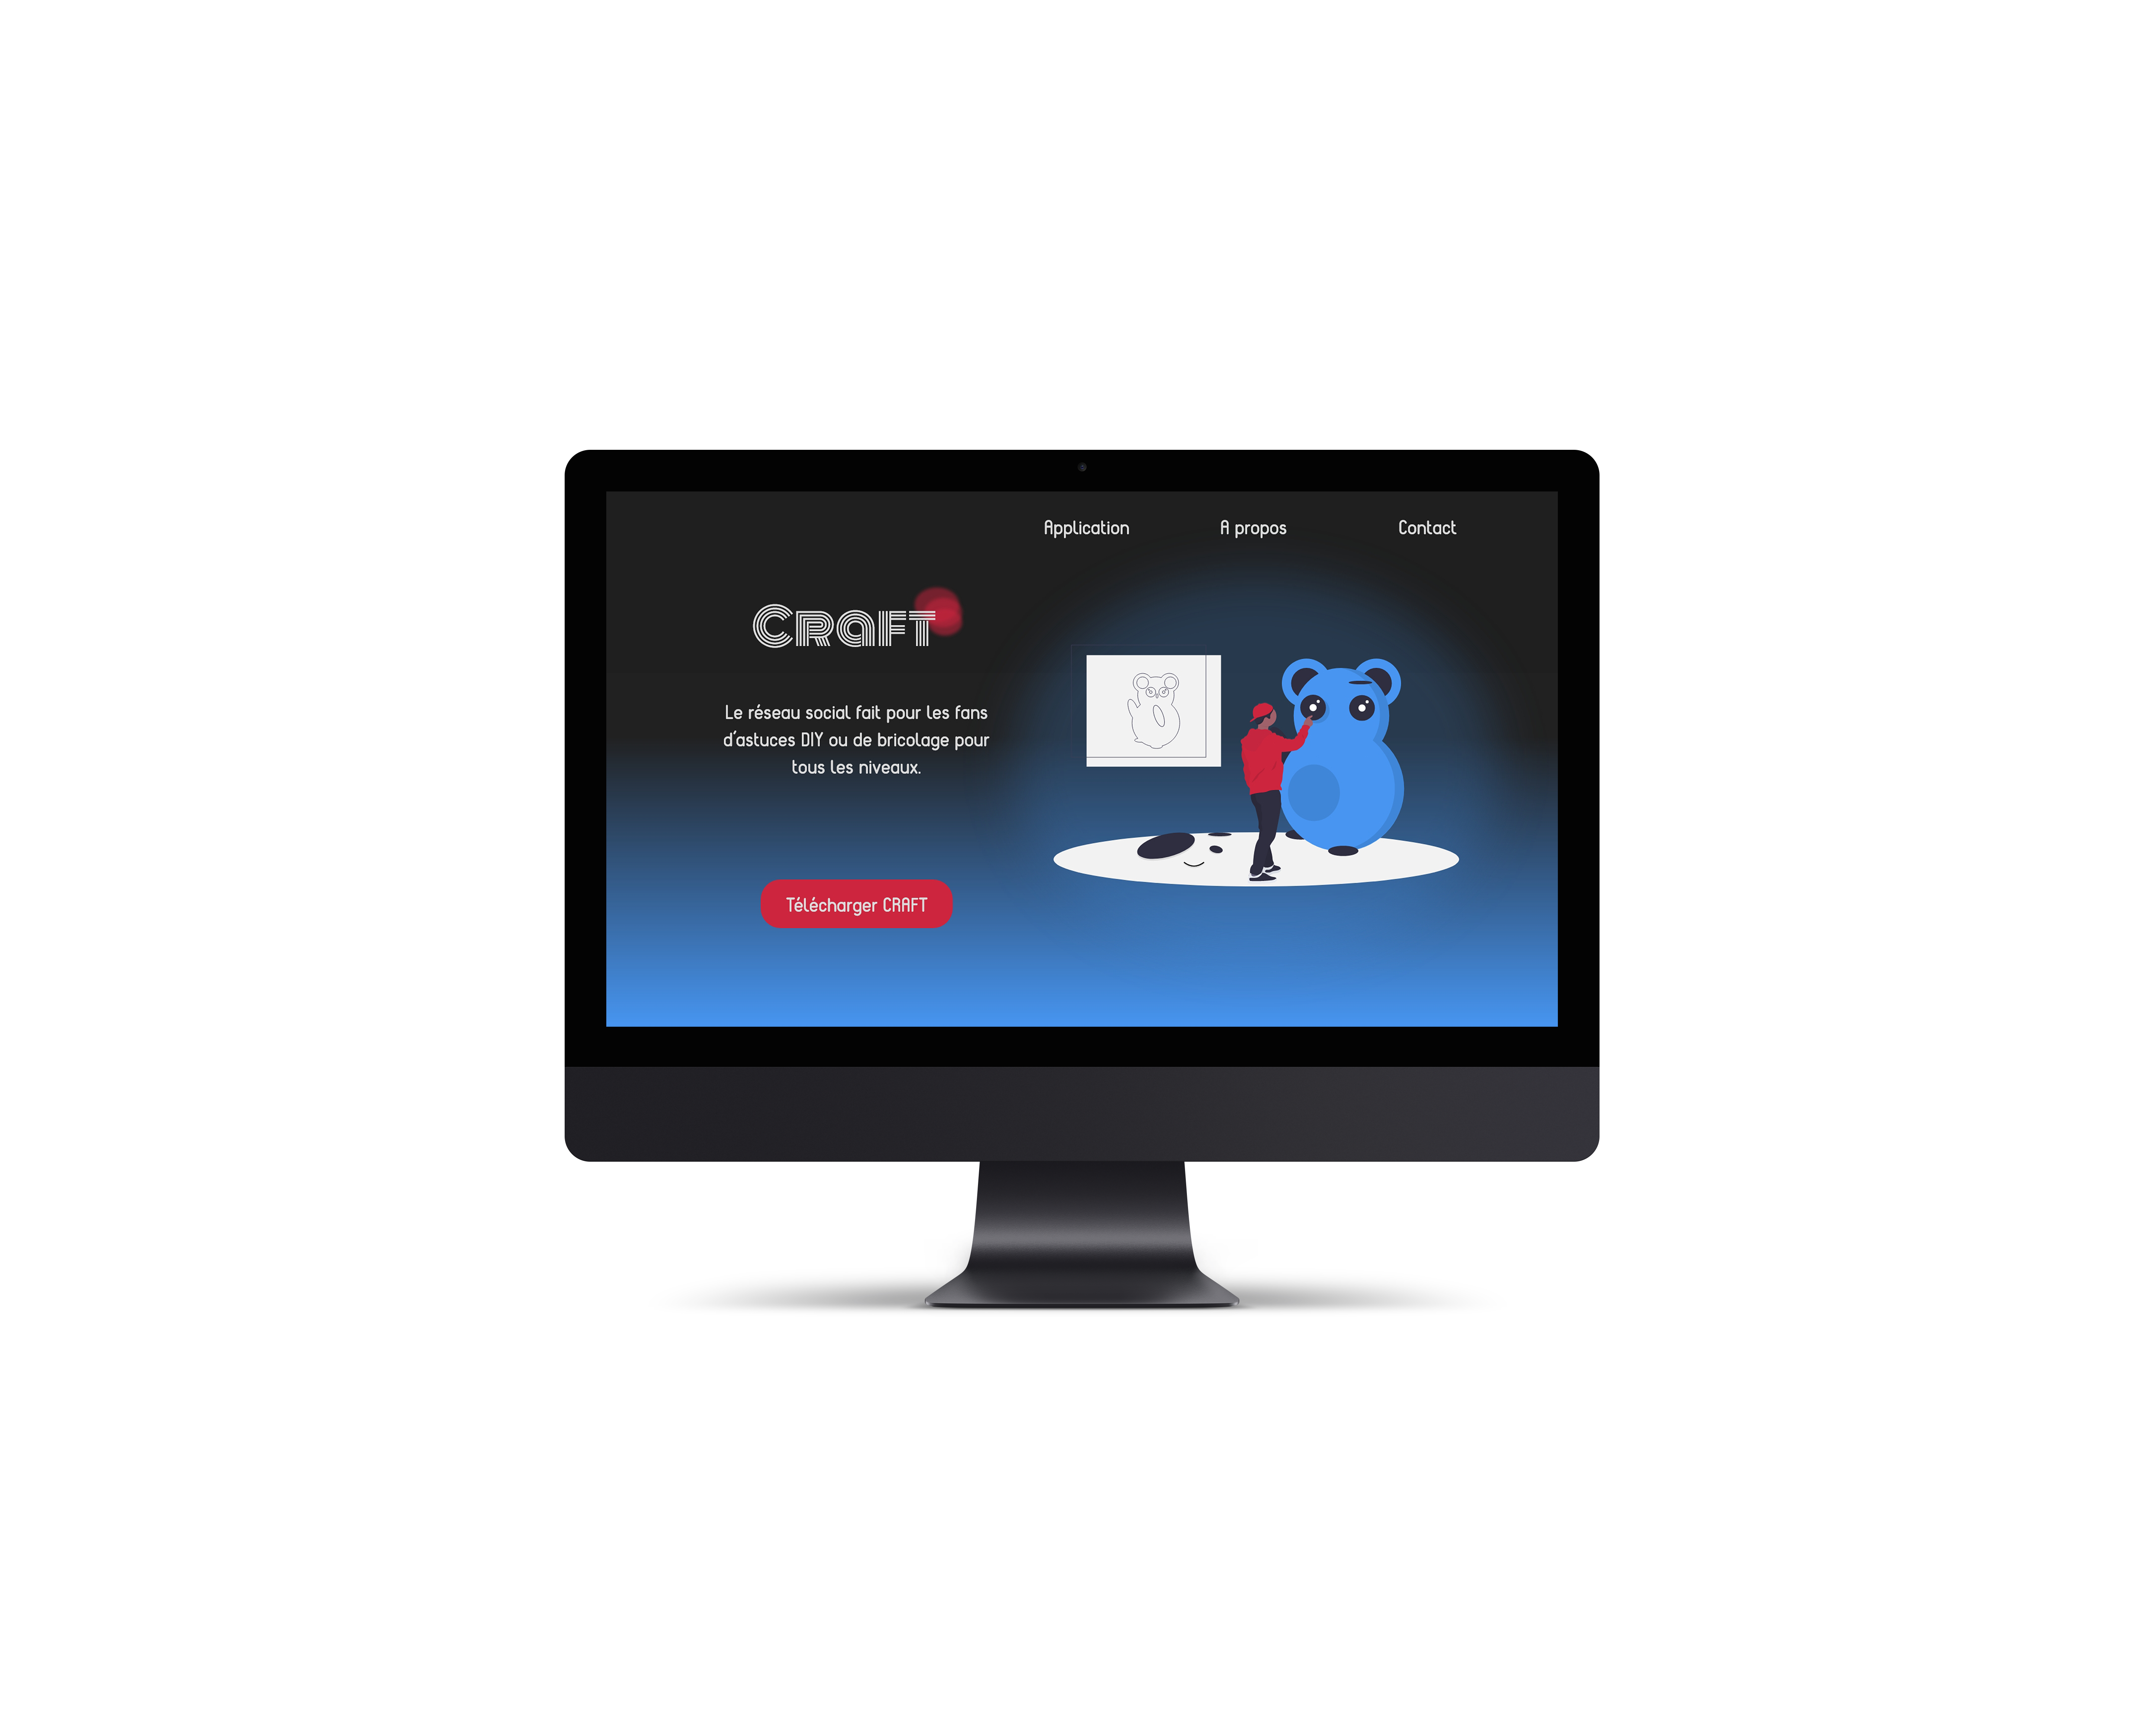 Application A propos Contact
Craft
Le réseau social fait pour les fans
d'astuces DIY ou de bricolage pour
tous les niveaux.
Télécharger CRAFT